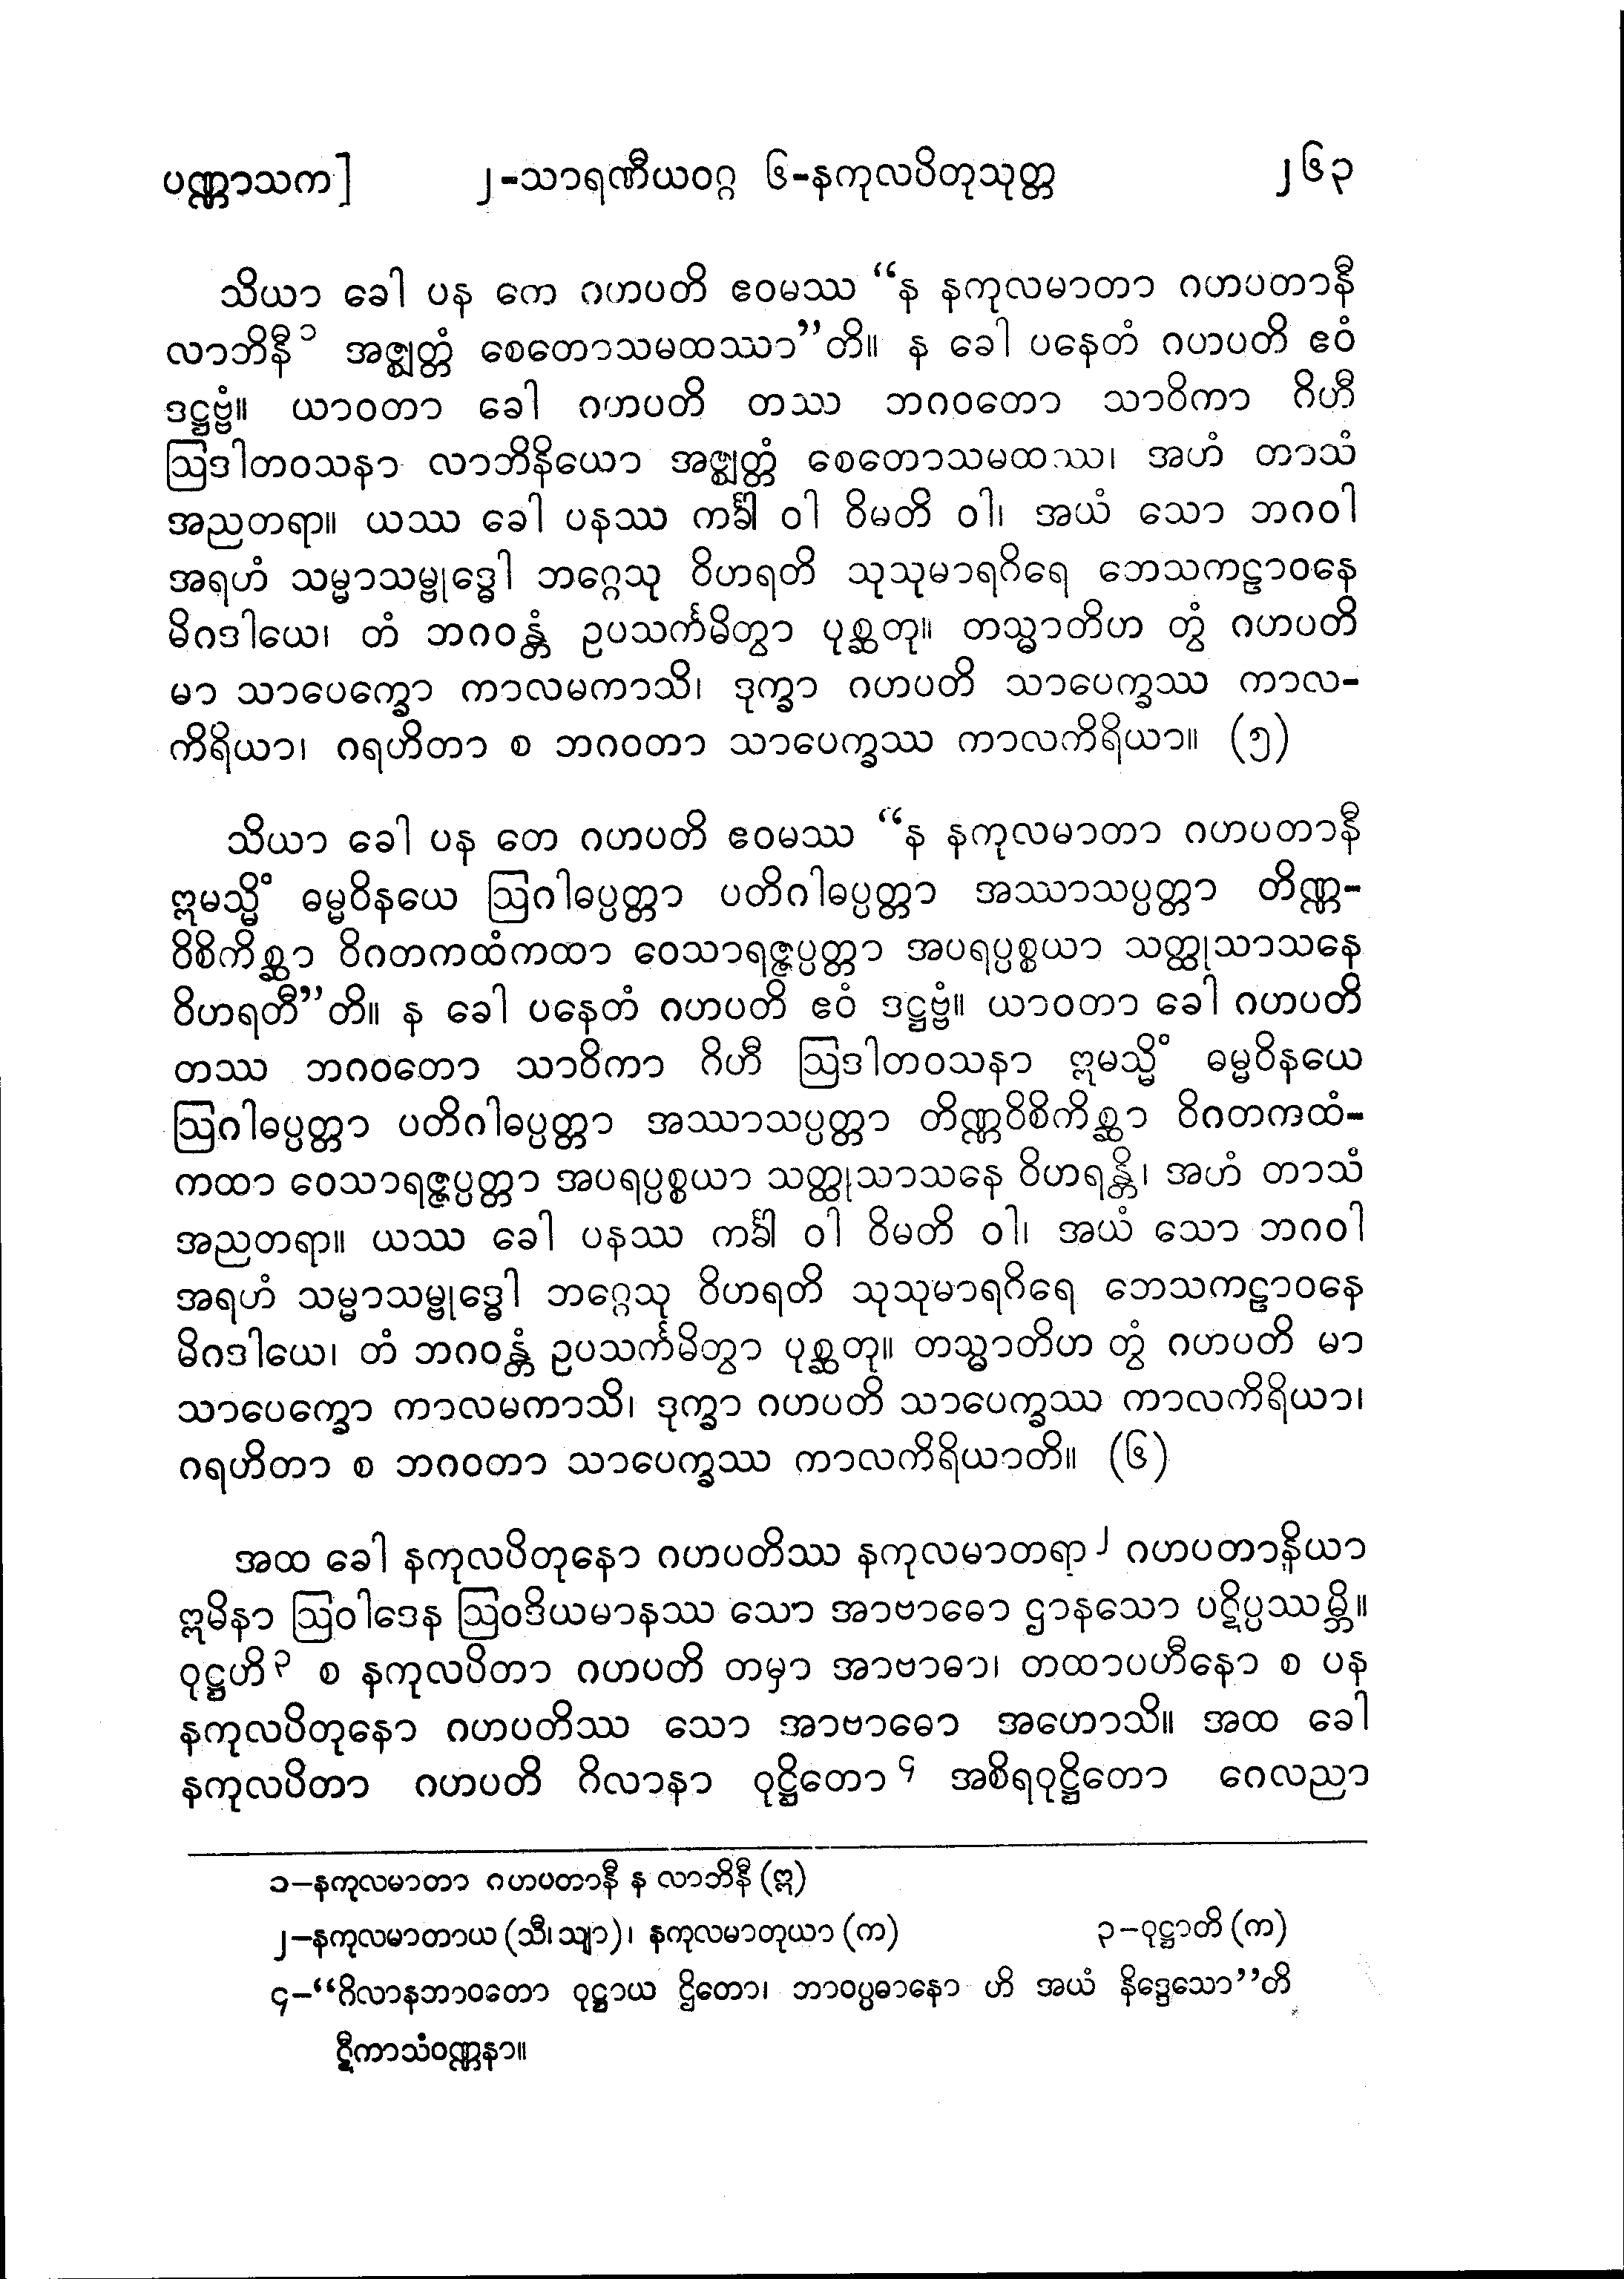 ပဏ္ဏာသက] ၂-သာရဏီယဝဂ္ဂ ၆-နကုလပိတုသုတ္တ ၂၆၃
သိယာ ခေါ ပန ကေ ဂဟပတိ ဧဝမဿ “န နကုလမာတာ ဂဟပတာနီ
လာဘိနီ၁ အဇ္ဈတ္တံ စေတောသမထဿာ”တိ။ န ခေါ ပနေတံ ဂဟပတိ ဧဝံ
ဒဋ္ဌဗ္ဗံ။ ယာဝတာ ခေါ ဂဟပတိ တဿ ဘဂဝတော သာဝိကာ ဂိဟီ
ဩဒါတဝသနာ လာဘိနိယော အဇ္ဈတ္တံ စေတောသမထဿ၊ အဟံ တာသံ
အညတရာ။ ယဿ ခေါ ပနဿ ကင်္ခါ ဝါ ဝိမတိ ဝါ၊ အယံ သော ဘဂဝါ
အရဟံ သမ္မာသမ္ဗုဒ္ဓေါ ဘဂ္ဂေသု ဝိဟရတိ သုသုမာရဂိရေ ဘေသကဠာဝနေ
မိဂဒါယေ၊ တံ ဘဂဝန္တံ ဥပသင်္ကမိတွာ ပုစ္ဆတု။ တသ္မာတိဟ တွံ ဂဟပတိ
မာ သာပေက္ခော ကာလမကာသိ၊ ဒုက္ခာ ဂဟပတိ သာပေက္ခဿ ကာလ-
ကိရိယာ၊ ဂရဟိတာ စ ဘဂဝတာ သာပေက္ခဿ ကာလကိရိယာ။ (၅)
သိယာ ခေါ ပန တေ ဂဟပတိ ဧဝမဿ “န နကုလမာတာ ဂဟပတာနီ
ဣမသ္မိံ ဓမ္မဝိနယေ ဩဂါဓပ္ပတ္တာ ပတိဂါဓပ္ပတ္တာ အဿာသပ္ပတ္တာ တိဏ္ဏ-
ဝိစိကိစ္ဆာ ဝိဂတကထံကထာ ဝေသာရဇ္ဇပ္ပတ္တာ အပရပ္ပစ္စယာ သတ္ထုသာသနေ
ဝိဟရတီ”တိ။ န ခေါ ပနေတံ ဂဟပတိ ဧဝံ ဒဋ္ဌဗ္ဗံ။ ယာဝတာ ခေါ ဂဟပတိ
တဿ ဘဂဝတော သာဝိကာ ဂိဟီ ဩဒါတဝသနာ ဣမသ္မိံ ဓမ္မဝိနယေ
ဩဂါဓပ္ပတ္တာ ပတိဂါဓပ္ပတ္တာ အဿာသပ္ပတ္တာ တိဏ္ဏဝိစိကိစ္ဆာ ဝိဂတကထံ-
ကထာ ဝေသာရဇ္ဇပ္ပတ္တာ အပရပ္ပစ္စယာ သတ္ထုသာသနေ ဝိဟရန္တိ၊ အဟံ တာသံ
အညတရာ။ ယဿ ခေါ ပနဿ ကင်္ခါ ဝါ ဝိမတိ ဝါ၊ အယံ သော ဘဂဝါ
အရဟံ သမ္မာသမ္ဗုဒ္ဓေါ ဘဂ္ဂေသု ဝိဟရတိ သုသုမာရဂိရေ ဘေသကဠာဝနေ
မိဂဒါယေ၊ တံ ဘဂဝန္တံ ဥပသင်္ကမိတွာ ပုစ္ဆတု။ တသ္မာတိဟ တွံ ဂဟပတိ မာ
သာပေက္ခော ကာလမကာသိ၊ ဒုက္ခာ ဂဟပတိ သာပေက္ခဿ ကာလကိရိယာ၊
ဂရဟိတာ စ ဘဂဝတာ သာပေက္ခဿ ကာလကိရိယာတိ။ (၆)
အထ ခေါ နကုလပိတုနော ဂဟပတိဿ နကုလမာတရာ၂ ဂဟပတာနိယာ
ဣမိနာ ဩဝါဒေန ဩဝဒိယမာနဿ သော အာဗာဓော ဌာနသော ပဋိပ္ပဿမ္ဘိ။
ဝုဋ္ဌဟိ၃ စ နကုလပိတာ ဂဟပတိ တမှာ အာဗာဓာ၊ တထာပဟီနော စ ပန
နကုလပိတုနော ဂဟပတိဿ သော အာဗာဓော အဟောသိ။ အထ ခေါ
နကုလပိတာ ဂဟပတိ ဂိလာနာ ဝုဋ္ဌိတော၄ အစိရဝုဋ္ဌိတော ဂေလညာ
၁–နကုလမာတာ ဂဟပတာနီ န လာဘိနီ (ဣ)
၂–နကုလမာတာယ (သီ၊ သျာ)၊ နကုလမာတုယာ (က) ၃–ဝုဋ္ဌာတိ (က)
၄–“ဂိလာနဘာဝတော ဝုဋ္ဌာယ ဌိတော၊ ဘာဝပ္ပဓာနော ဟိ အယံ နိဒ္ဒေသော”တိ
ဋီကာသံဝဏ္ဏနာ။